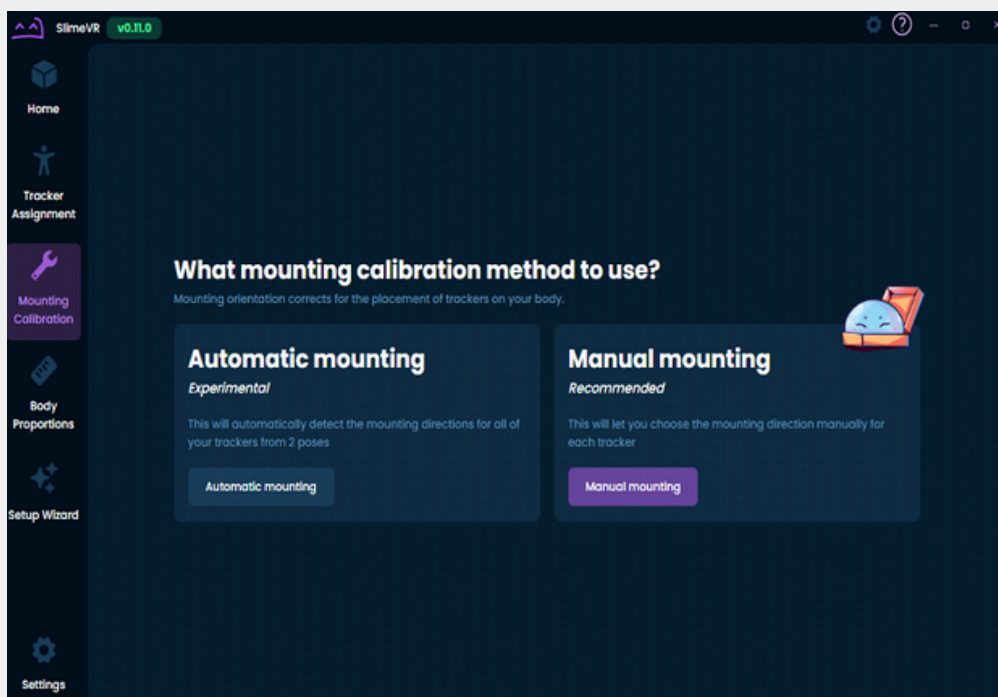 SlimeVR v0.11.0
Home
Tracker
Assignment
Mounting
Calibration
Body
Proportions
Setup Wizard
Settings
What mounting calibration method to use?
Mounting orientation corrects for the placement of trackers on your body.
Automatic mounting
Experimental
This will automatically detect the mounting directions for all of
your trackers from 2 poses
Automatic mounting
Manual mounting
Recommended
This will let you choose the mounting direction manually for
each tracker
Manual mounting